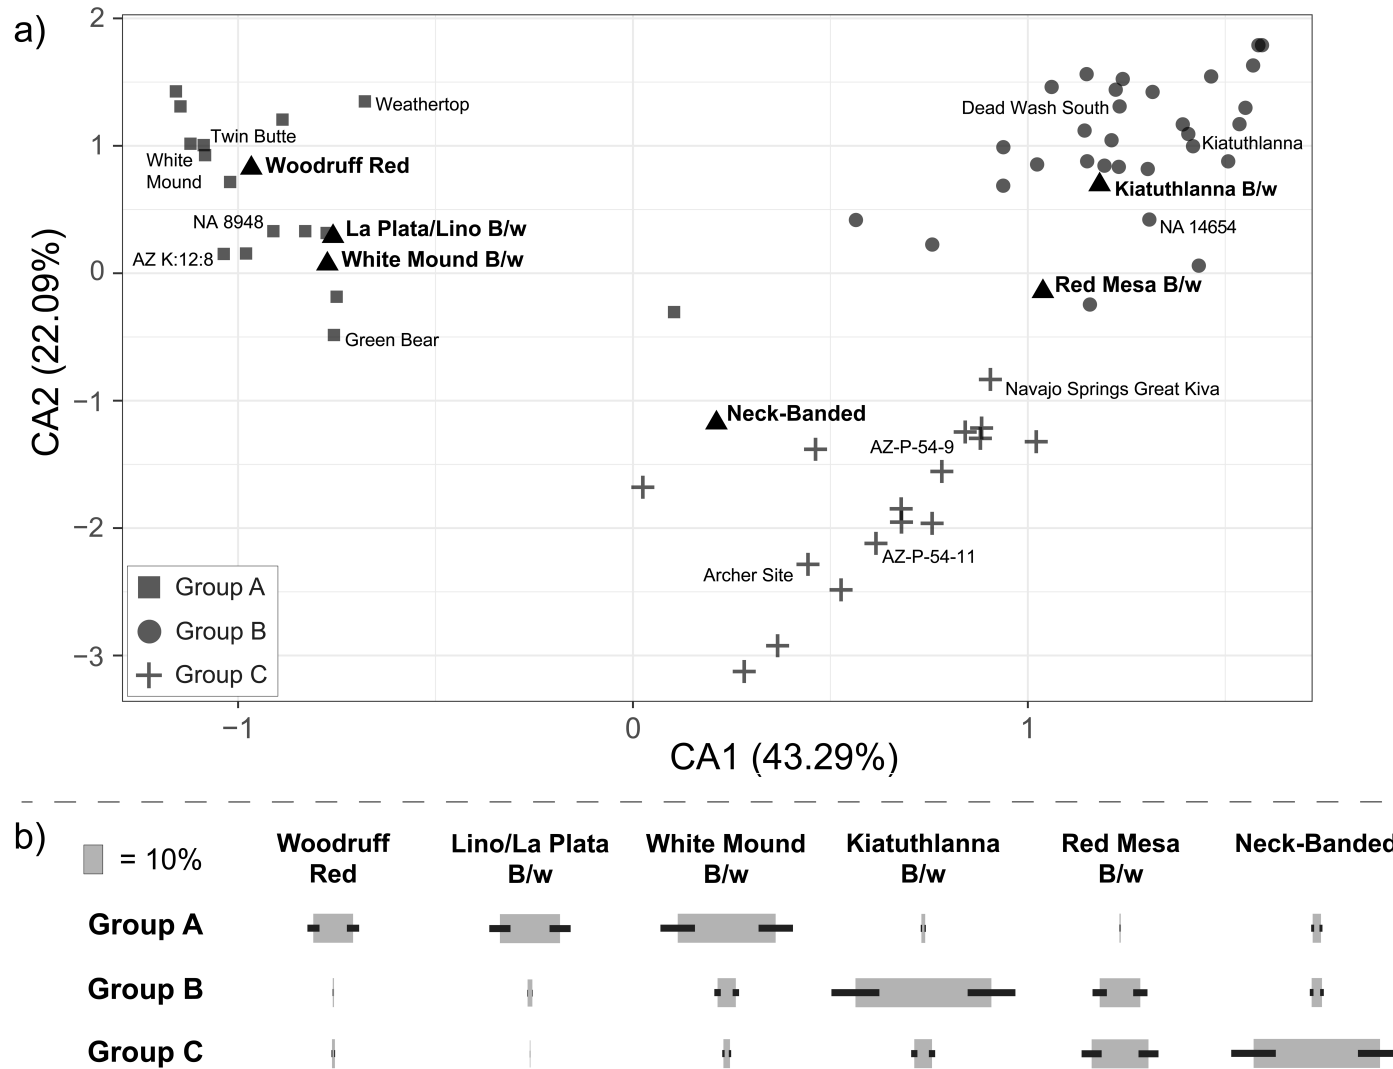 a)
2
1
0
−1
−2
−3
CA2 (22.09%)
Weathertop
Twin Butte
White
Mound
Woodruff Red
NA 8948
La Plata/Lino B/w
AZ K:12:8
White Mound B/w
Green Bear
Dead Wash South
Kiatuthlanna
Kiatuthlanna B/w
NA 14654
Red Mesa B/w
Navajo Springs Great Kiva
Neck-Banded
AZ-P-54-9
AZ-P-54-11
Archer Site
Group A
Group B
Group C
−1
0
1
CA1 (43.29%)
b)
= 10%
Woodruff
Red
Lino/La Plata
B/w
White Mound
B/w
Kiatuthlanna
B/w
Red Mesa
B/w
Neck-Banded
Group A
Group B
Group C